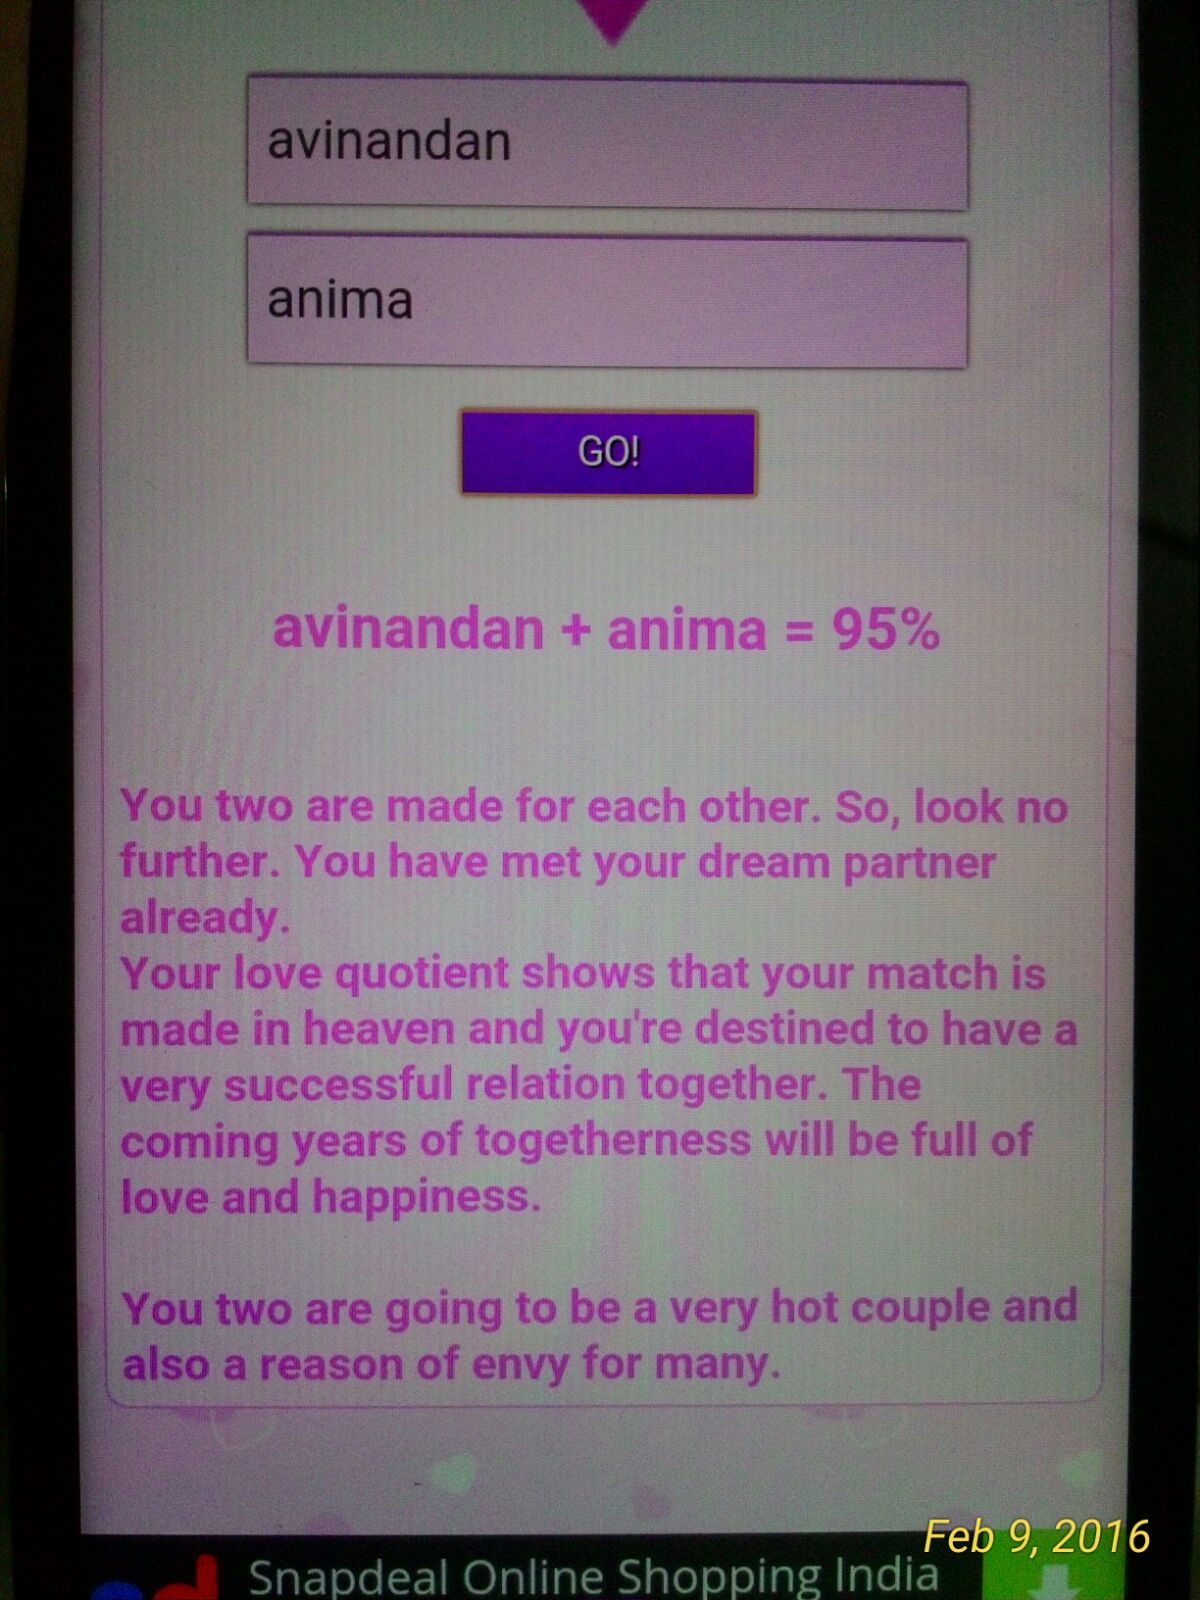 avinandan
anima
GO!
avinandan + anima = 95%
You two are made for each other. So, look no
further. You have met your dream partner
already.
Your love quotient shows that your match is
made in heaven and you're destined to have a
very successful relation together. The
coming years of togetherness will be full of
love and happiness.
You two are going to be a very hot couple and
also a reason of envy for many.
Feb 9, 2016
Snapdeal Online Shopping India